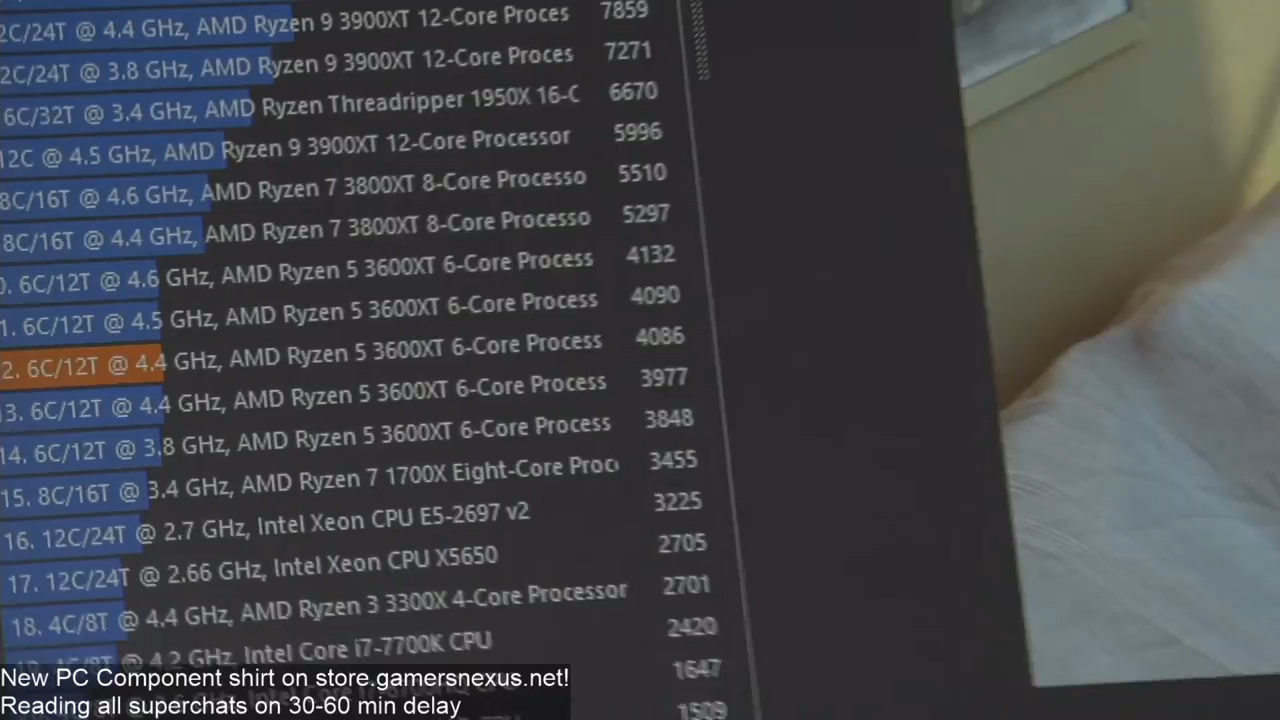 2C/24T @ 4.4 GHz, AMD Ryzen 9 3900XT 12-Core Proces 7859
2C/24T @ 3.8 GHz, AMD Ryzen 9 3900XT 12-Core Proces 7271
6C/32T @ 3.4 GHz, AMD Ryzen Threadripper 1950X 16-C 6670
12C @ 4.5 GHz, AMD Ryzen 9 3900XT 12-Core Processor 5996
8C/16T @ 4.6 GHz, AMD Ryzen 7 3800XT 8-Core Processo 5510
8C/16T @ 4.4 GHz, AMD Ryzen 7 3800XT 8-Core Processo 5297
0. 6C/12T @ 4.6 GHz, AMD Ryzen 5 3600XT 6-Core Process 4132
1. 6C/12T @ 4.5 GHz, AMD Ryzen 5 3600XT 6-Core Process 4090
2. 6C/12T @ 4.4 GHz, AMD Ryzen 5 3600XT 6-Core Process 4086
13. 6C/12T @ 4.4 GHz, AMD Ryzen 5 3600XT 6-Core Process 3977
14. 6C/12T @ 3.8 GHz, AMD Ryzen 5 3600XT 6-Core Process 3848
15. 8C/16T @ 3.4 GHz, AMD Ryzen 7 1700X Eight-Core Proc 3455
16. 12C/24T @ 2.7 GHz, Intel Xeon CPU E5-2697 v2 3225
17. 12C/24T @ 2.66 GHz, Intel Xeon CPU X5650 2705
18. 4C/8T @ 4.4 GHz, AMD Ryzen 3 3300X 4-Core Processor 2701
@ 4.2 GHz, Intel Core i7-7700K CPU 2420
1647
1509
New PC Component shirt on store.gamersnexus.net!
Reading all superchats on 30-60 min delay